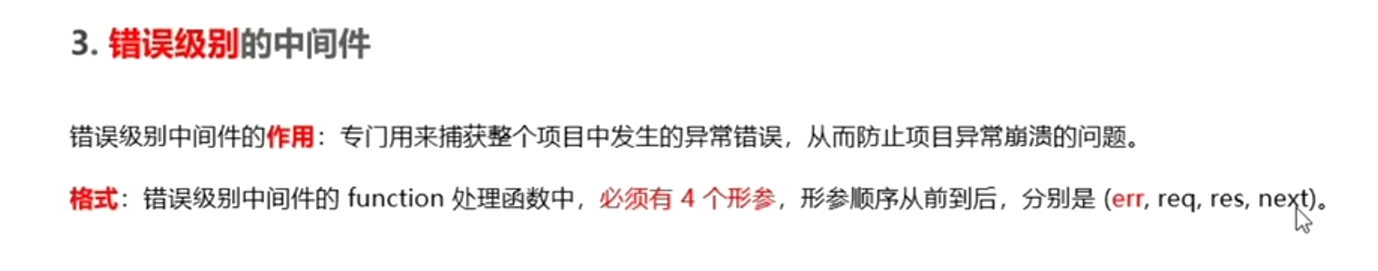 3. 错误级别的中间件
错误级别中间件的作用：专门用来捕获整个项目中发生的异常错误，从而防止项目异常崩溃的问题。
格式：错误级别中间件的 function 处理函数中，必须有 4 个形参，形参顺序从前到后，分别是 (err, req, res, next)。